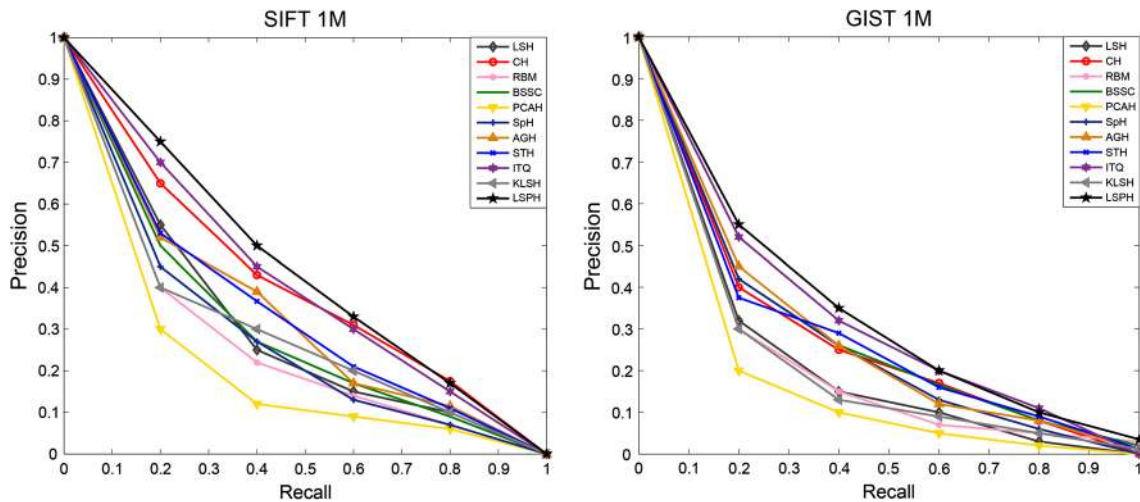 SIFT 1M
1
0.9
0.8
0.7
0.6
0.5
0.4
0.3
0.2
0.1
0
Precision
0 0.1 0.2 0.3 0.4 0.5 0.6 0.7 0.8 0.9 1
Recall
LSH
CH
RBM
BSSC
PCAH
SpH
AGH
STH
ITQ
KLSH
LSPH
GIST 1M
1
0.9
0.8
0.7
0.6
0.5
0.4
0.3
0.2
0.1
0
Precision
0 0.1 0.2 0.3 0.4 0.5 0.6 0.7 0.8 0.9 1
Recall
LSH
CH
RBM
BSSC
PCAH
SpH
AGH
STH
ITQ
KLSH
LSPH